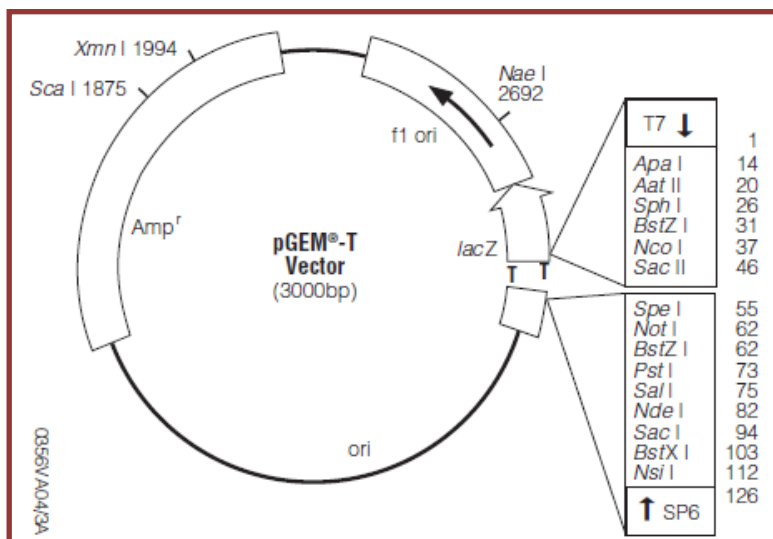 Xmn I 1994
Sca I 1875
Nae I
2692
f1 ori
Ampʳ
pGEM®-T
Vector
(3000bp)
lacZ
T T
ori
T7 ↓
1
Apa I 14
Aat II 20
Sph I 26
BstZ I 31
Nco I 37
Sac II 46
Spe I 55
Not I 62
BstZ I 62
Pst I 73
Sal I 75
Nde I 82
Sac I 94
BstX I 103
Nsi I 112
126
↑ SP6
0356VA04/3A